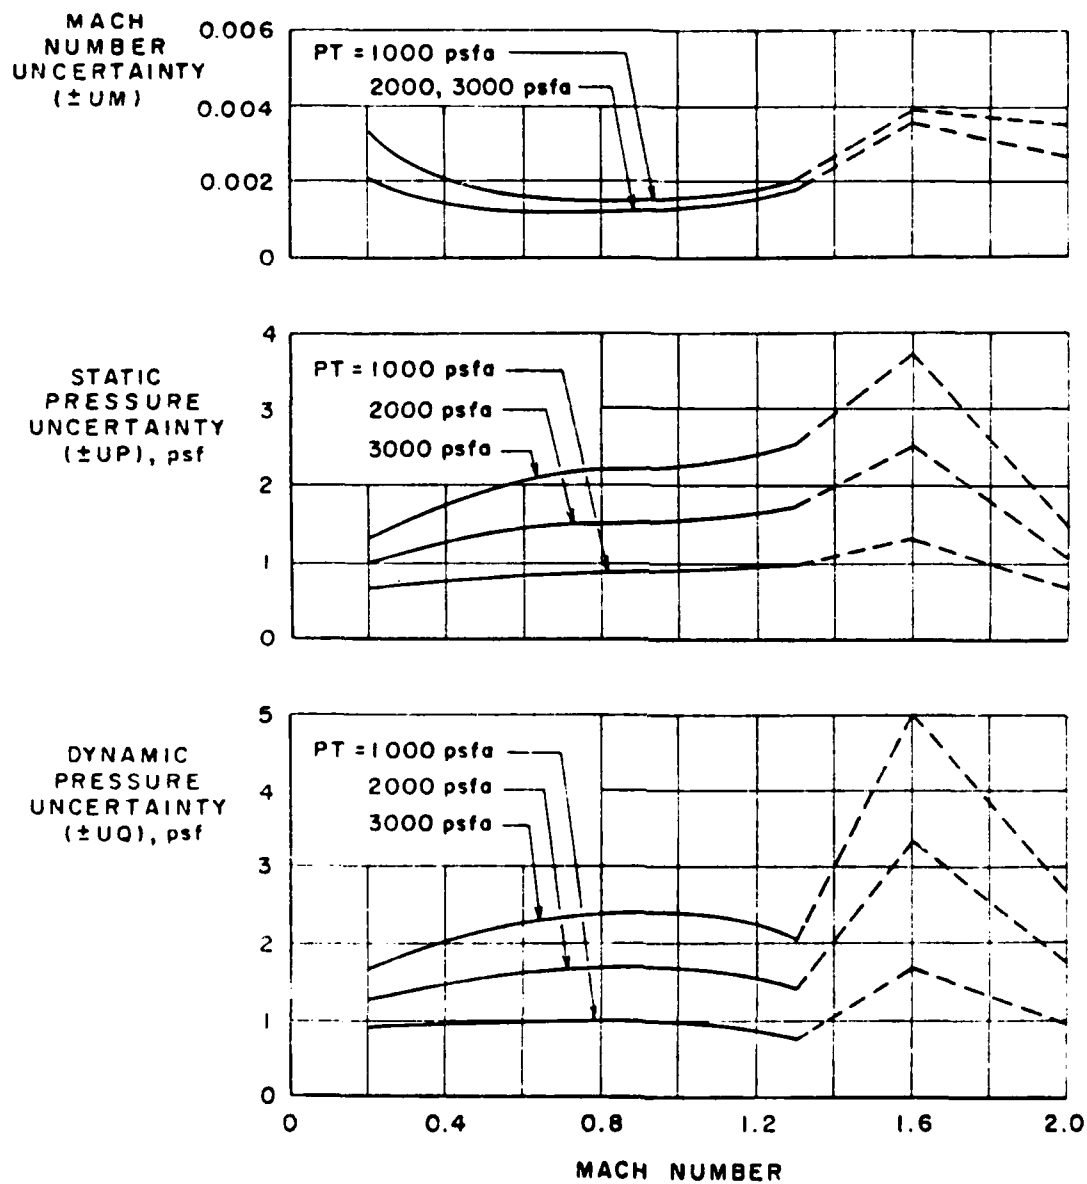 MACH
NUMBER
UNCERTAINTY
(±UM)
0.006
0.004
0.002
0
PT = 1000 psfa
2000, 3000 psfa
STATIC
PRESSURE
UNCERTAINTY
(±UP), psf
4
3
2
1
0
PT = 1000 psfa
2000 psfa
3000 psfa
DYNAMIC
PRESSURE
UNCERTAINTY
(±UQ), psf
5
4
3
2
1
0
PT = 1000 psfa
2000 psfa
3000 psfa
0 0.4 0.8 1.2 1.6 2.0
MACH NUMBER